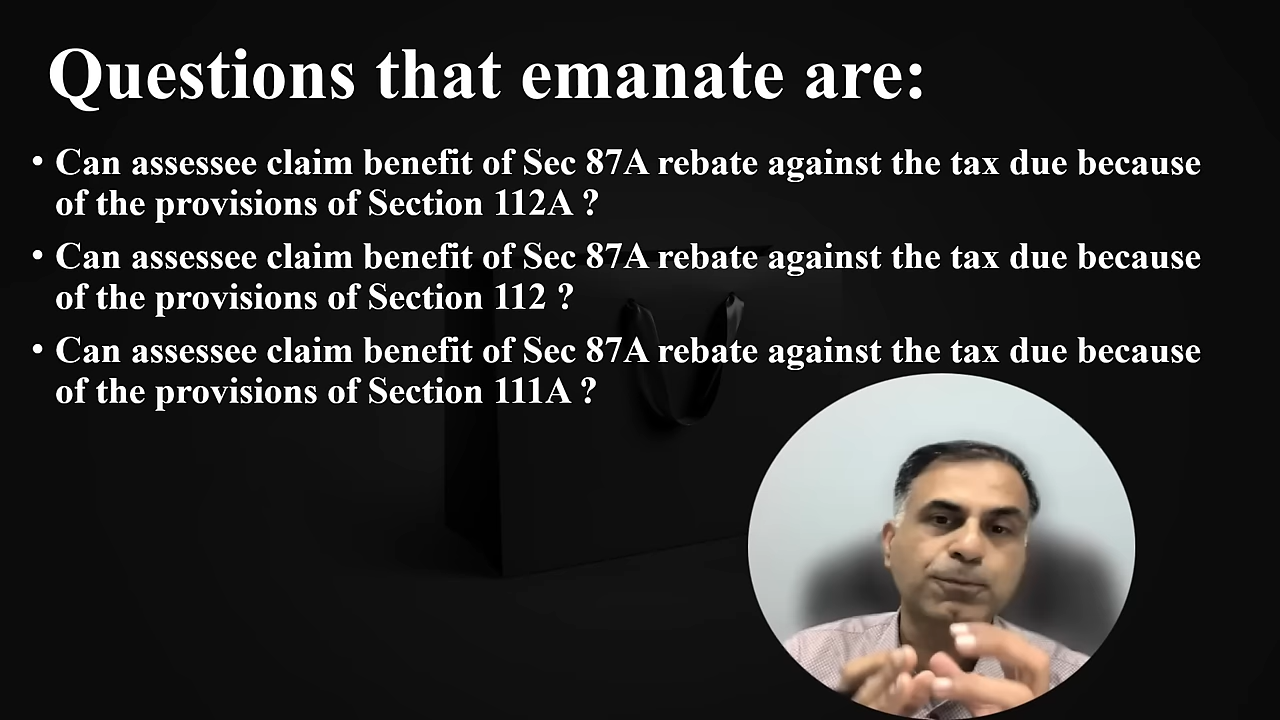 Questions that emanate are:
• Can assessee claim benefit of Sec 87A rebate against the tax due because
of the provisions of Section 112A ?
• Can assessee claim benefit of Sec 87A rebate against the tax due because
of the provisions of Section 112 ?
• Can assessee claim benefit of Sec 87A rebate against the tax due because
of the provisions of Section 111A ?